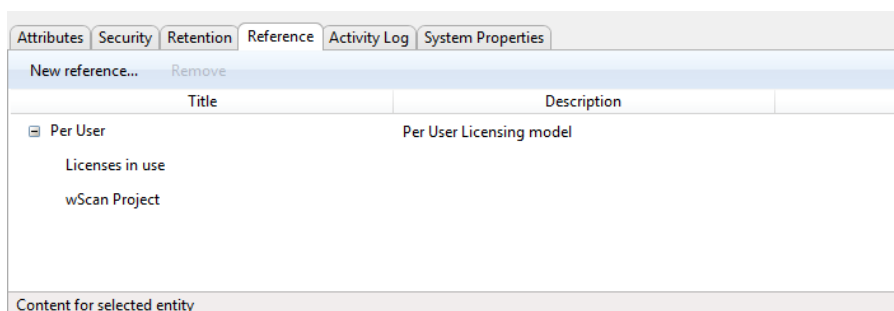 Attributes Security Retention Reference Activity Log System Properties
New reference... Remove
Title Description
Per User Per User Licensing model
Licenses in use
wScan Project
Content for selected entity